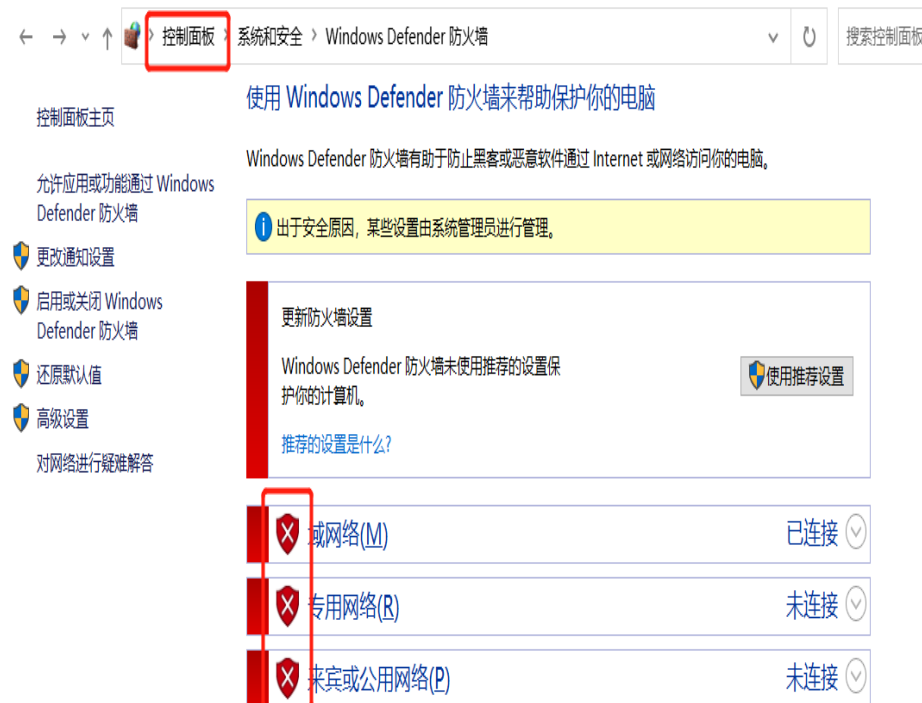 控制面板 › 系统和安全 › Windows Defender 防火墙
搜索控制面板
控制面板主页
允许应用或功能通过 Windows
Defender 防火墙
更改通知设置
启用或关闭 Windows
Defender 防火墙
还原默认值
高级设置
对网络进行疑难解答
使用 Windows Defender 防火墙来帮助保护你的电脑
Windows Defender 防火墙有助于防止黑客或恶意软件通过 Internet 或网络访问你的电脑。
出于安全原因，某些设置由系统管理员进行管理。
更新防火墙设置
Windows Defender 防火墙未使用推荐的设置保
护你的计算机。
使用推荐设置
推荐的设置是什么?
域网络(M) 已连接
专用网络(R) 未连接
来宾或公用网络(P) 未连接